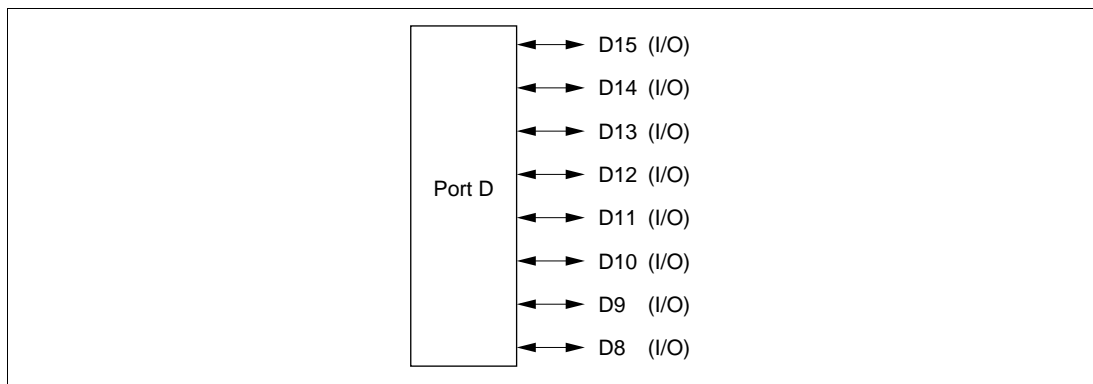 D15 (I/O)
D14 (I/O)
D13 (I/O)
D12 (I/O)
Port D
D11 (I/O)
D10 (I/O)
D9 (I/O)
D8 (I/O)